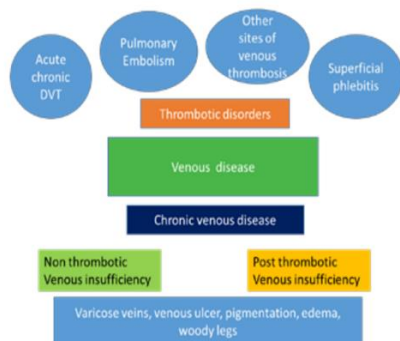 Acute
chronic
DVT
Pulmonary
Embolism
Other
sites of
venous
thrombosis
Superficial
phlebitis
Thrombotic disorders
Venous disease
Chronic venous disease
Non thrombotic
Venous insufficiency
Post thrombotic
Venous insufficiency
Varicose veins, venous ulcer, pigmentation, edema,
woody legs